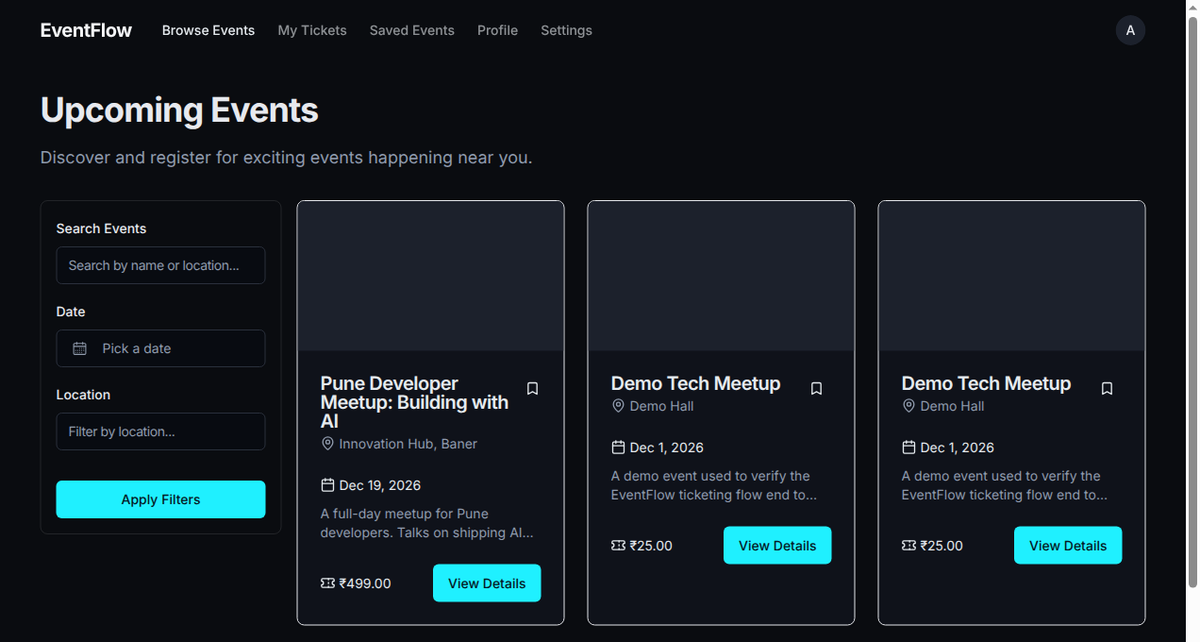 EventFlow
Browse Events
My Tickets
Saved Events
Profile
Settings
A
Upcoming Events
Discover and register for exciting events happening near you.
Search Events
Search by name or location...
Date
Pick a date
Location
Filter by location...
Apply Filters
Pune Developer
Meetup: Building with
AI
Innovation Hub, Baner
Dec 19, 2026
A full-day meetup for Pune
developers. Talks on shipping AI...
₹499.00
View Details
Demo Tech Meetup
Demo Hall
Dec 1, 2026
A demo event used to verify the
EventFlow ticketing flow end to...
₹25.00
View Details
Demo Tech Meetup
Demo Hall
Dec 1, 2026
A demo event used to verify the
EventFlow ticketing flow end to...
₹25.00
View Details